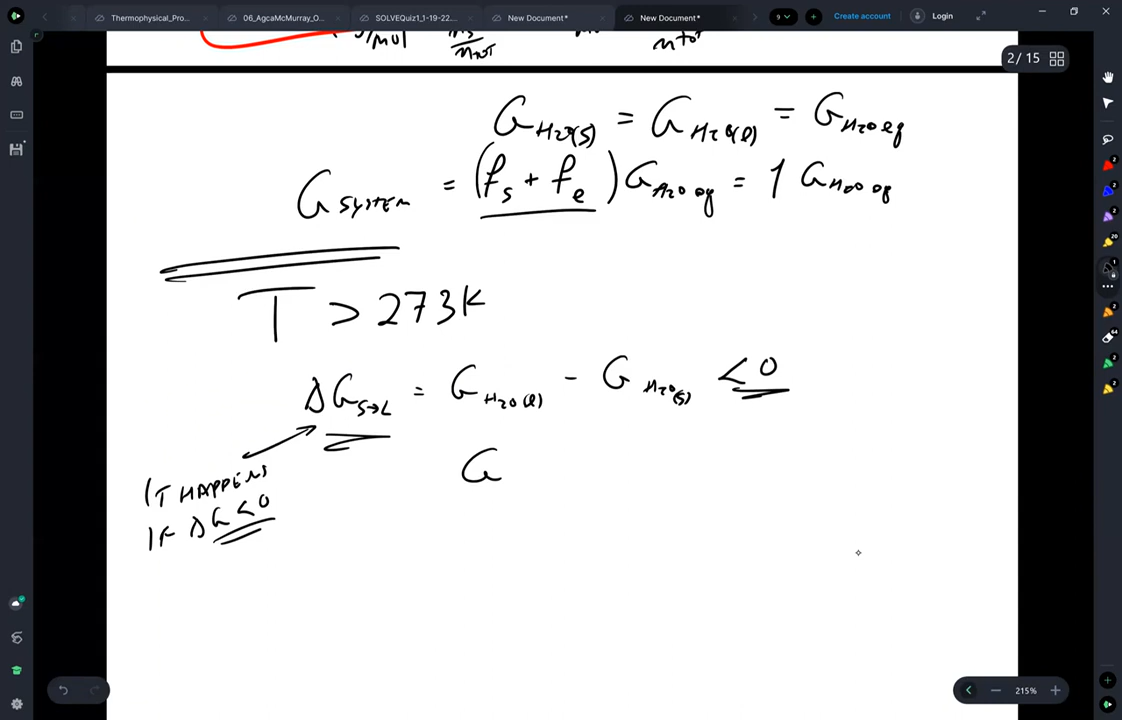 Thermophysical_Pro...
06_AgcaMcMurray_O...
SOLVEQuiz1_1-19-22....
New Document*
New Document*
9
Create account
Login
2 / 15
G H2O(s) = G H2O(l) = G H2O eq
G SYSTEM = (fs + fe) G H2O eq = 1 G H2O eq
T > 273K
ΔG S→L = G H2O(l) - G H2O(s) < 0
IT HAPPENS
IF ΔG < 0
G
215%